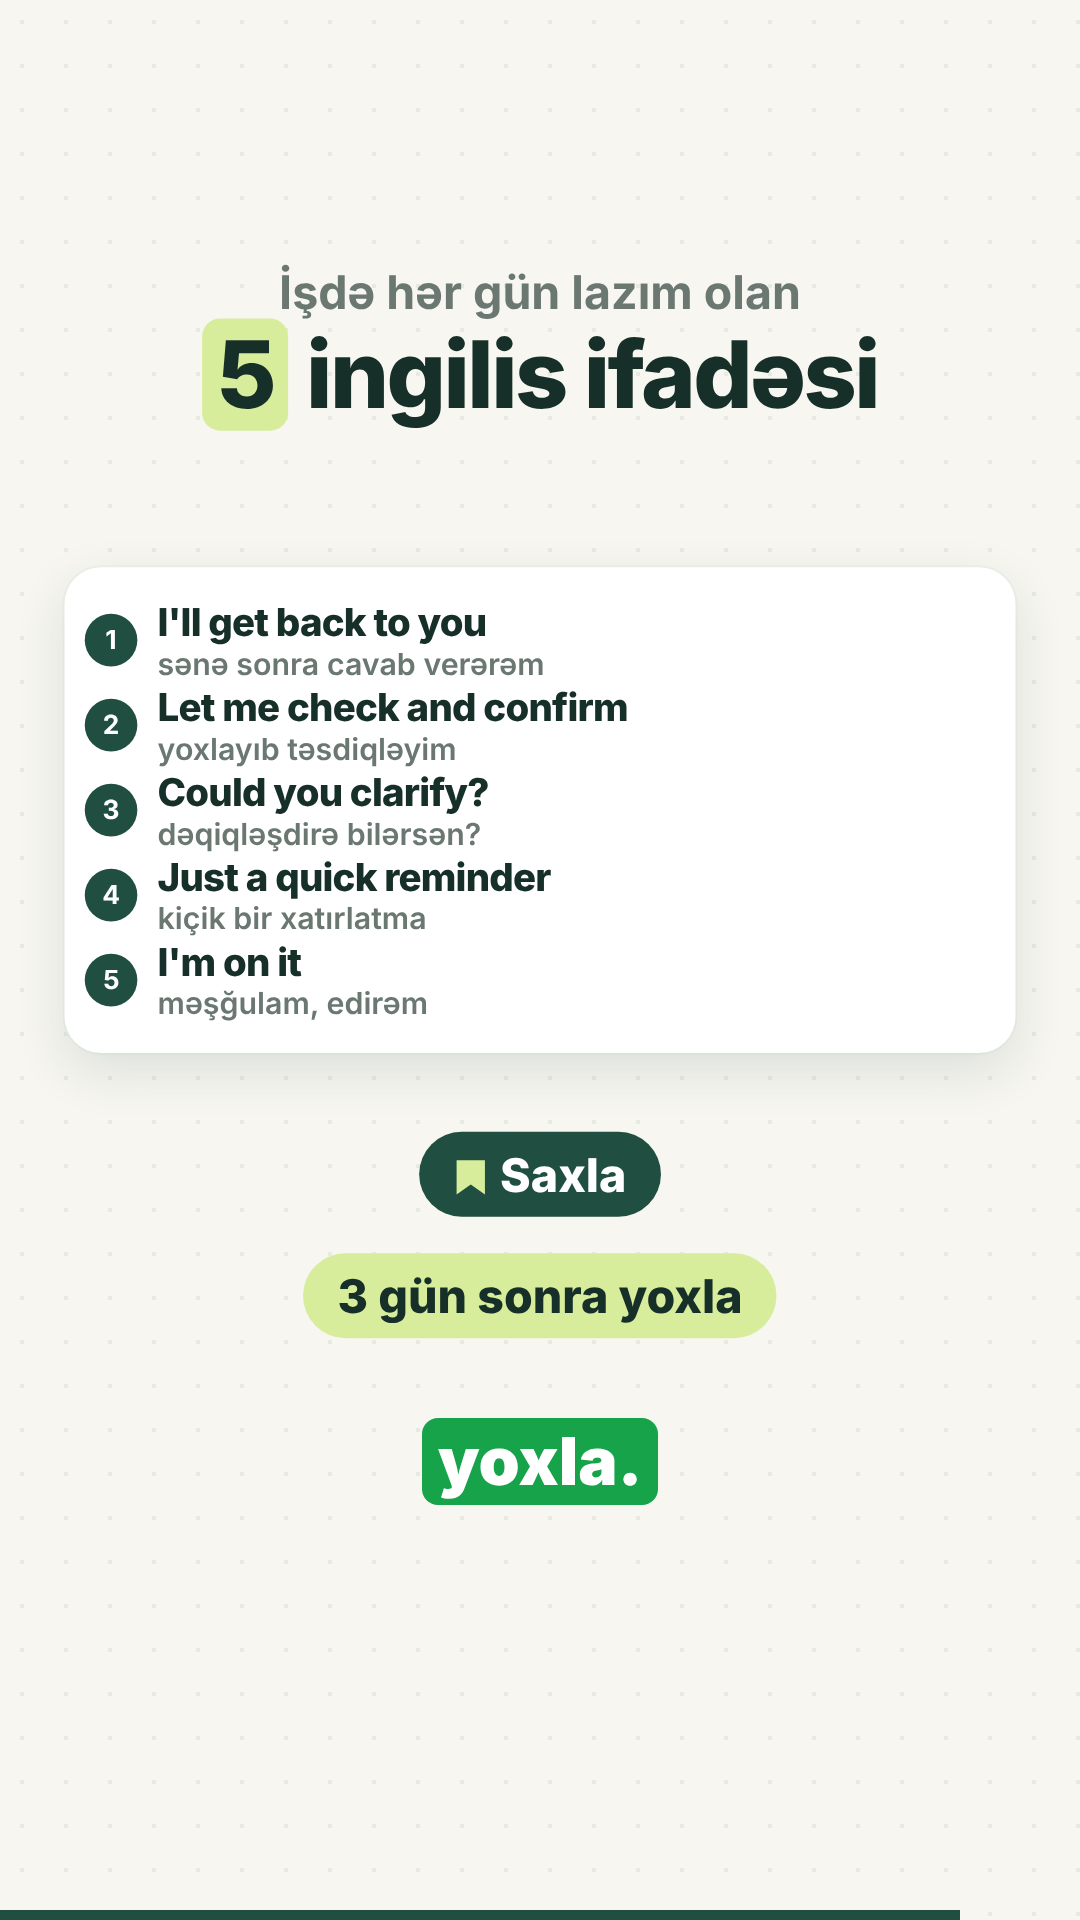 İşdə hər gün lazım olan
5 ingilis ifadəsi
1 I'll get back to you
sənə sonra cavab verərəm
2 Let me check and confirm
yoxlayıb təsdiqləyim
3 Could you clarify?
dəqiqləşdirə bilərsən?
4 Just a quick reminder
kiçik bir xatırlatma
5 I'm on it
məşğulam, edirəm
Saxla
3 gün sonra yoxla
yoxla.